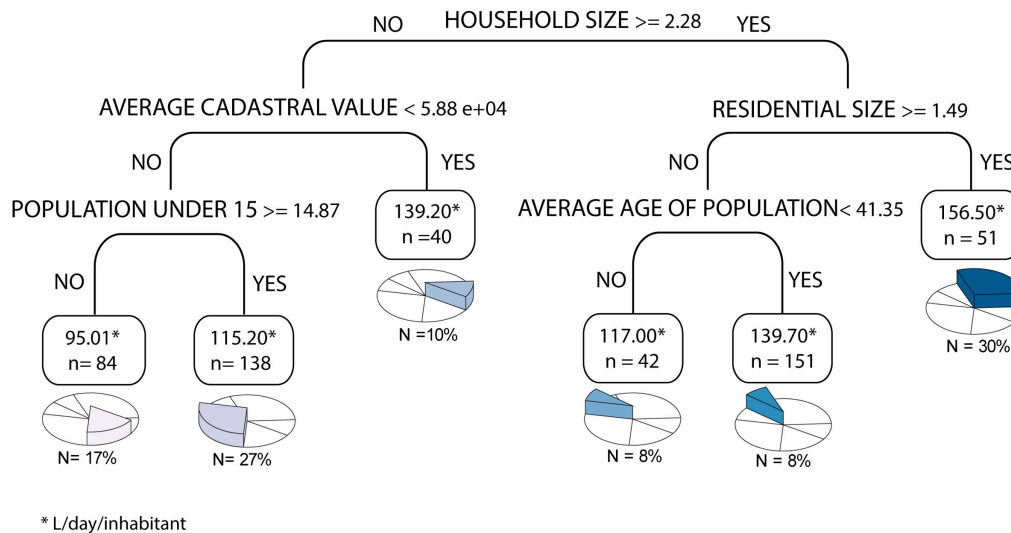 NO HOUSEHOLD SIZE >= 2.28 YES
AVERAGE CADASTRAL VALUE < 5.88 e+04
RESIDENTIAL SIZE >= 1.49
NO YES
NO YES
POPULATION UNDER 15 >= 14.87
139.20*
n =40
N =10%
AVERAGE AGE OF POPULATION< 41.35
156.50*
n = 51
N = 30%
NO YES
95.01*
n= 84
N= 17%
115.20*
n= 138
N= 27%
NO YES
117.00*
n = 42
N = 8%
139.70*
n = 151
N = 8%
* L/day/inhabitant